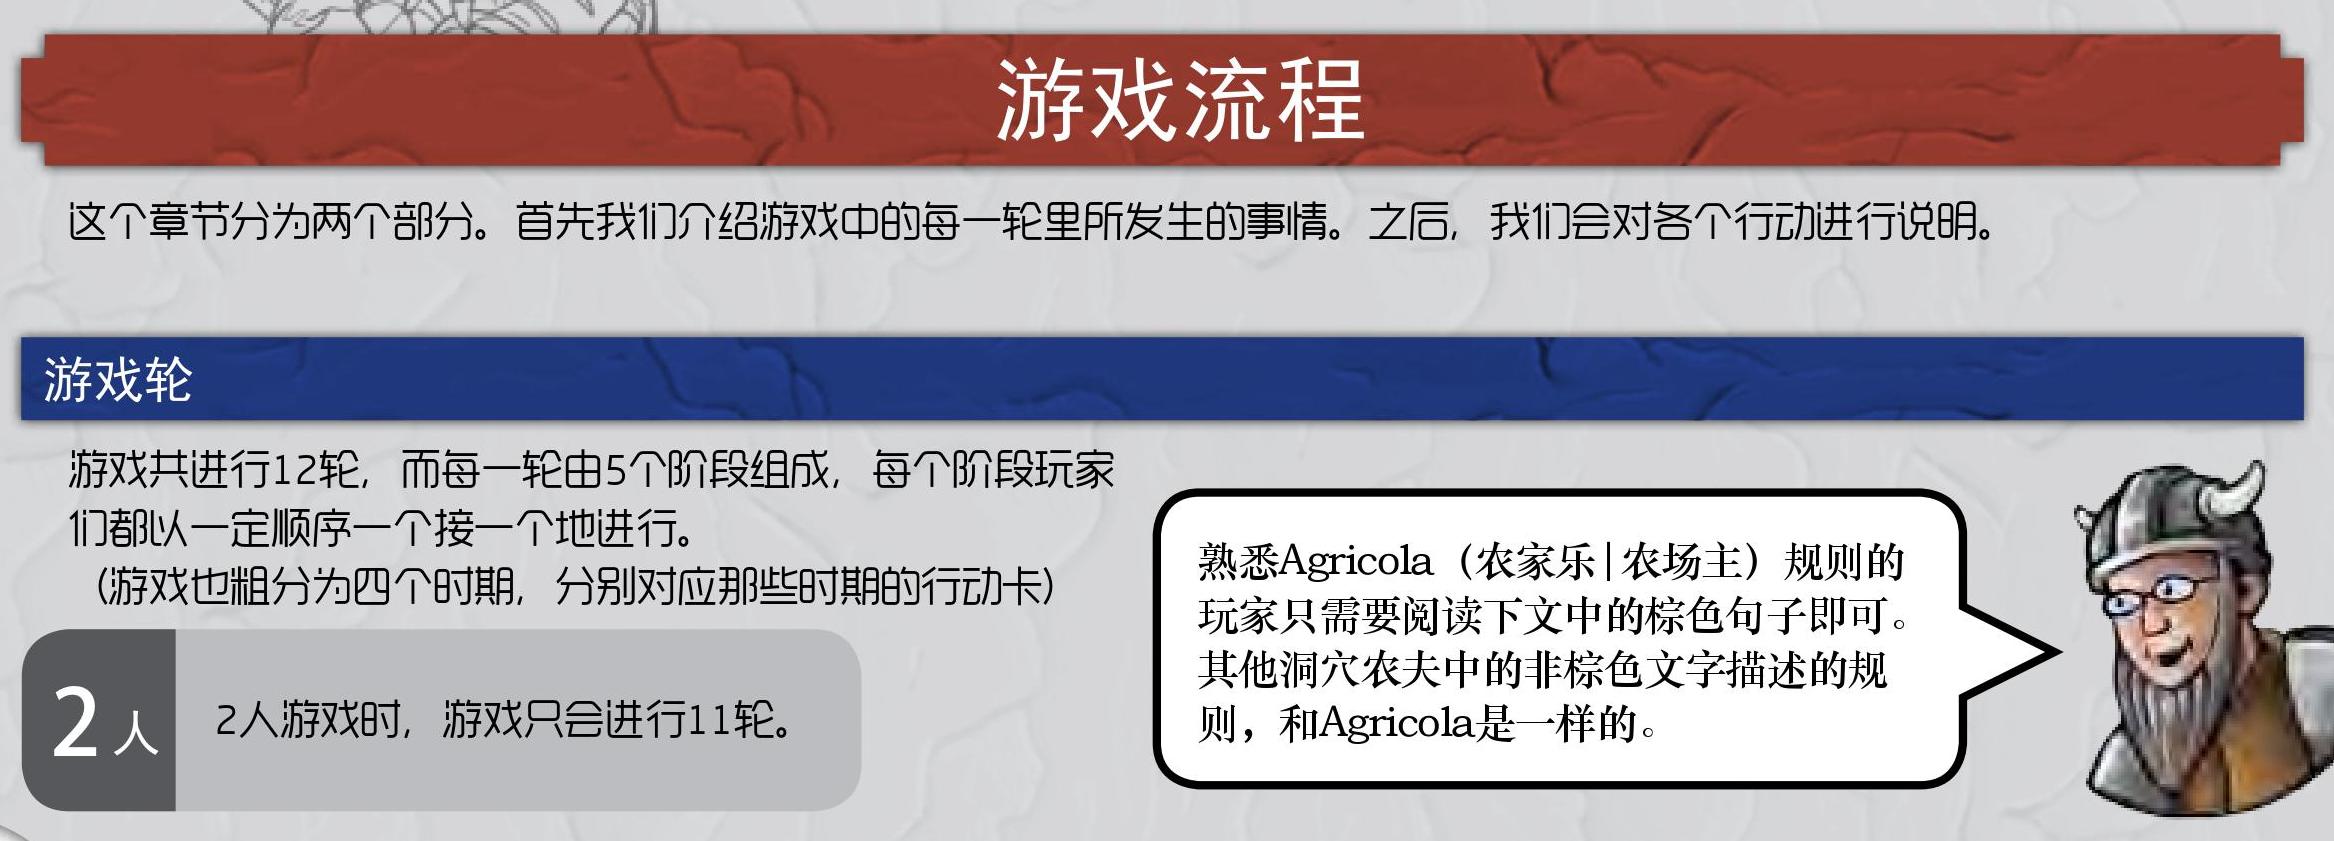 游戏流程
这个章节分为两个部分。首先我们介绍游戏中的每一轮里所发生的事情。之后，我们会对各个行动进行说明。
游戏轮
游戏共进行12轮，而每一轮由5个阶段组成，每个阶段玩家
们都以一定顺序一个接一个地进行。
（游戏也粗分为四个时期，分别对应那些时期的行动卡）
2人
2人游戏时，游戏只会进行11轮。
熟悉Agricola（农家乐|农场主）规则的
玩家只需要阅读下文中的棕色句子即可。
其他洞穴农夫中的非棕色文字描述的规
则，和Agricola是一样的。